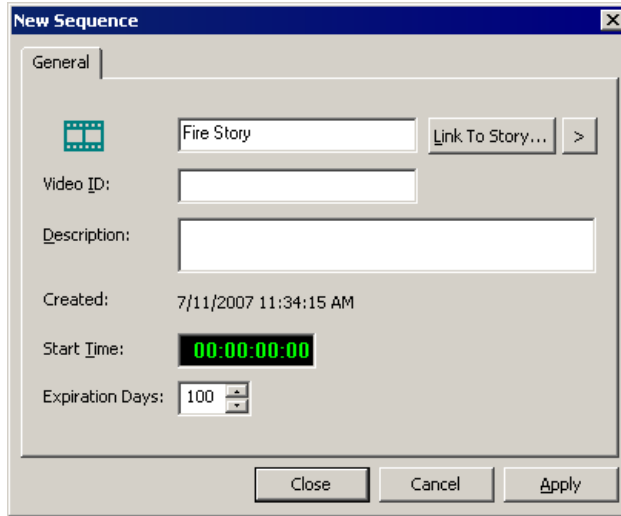 New Sequence
General
Fire Story
Link To Story...
>
Video ID:
Description:
Created: 7/11/2007 11:34:15 AM
Start Time: 00:00:00:00
Expiration Days: 100
Close Cancel Apply